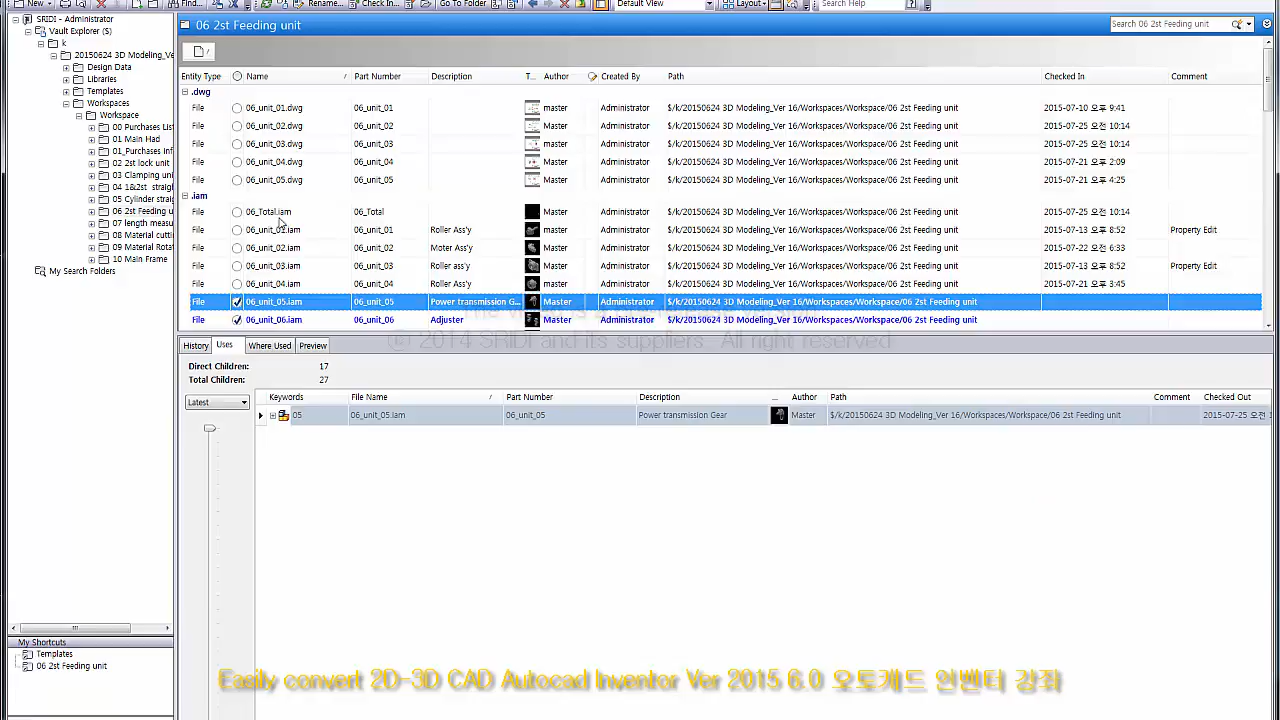 New
Find...
Rename...
Check In...
Go To Folder
Default View
Layout
Search Help
SRIDI - Administrator
Vault Explorer ($)
k
20150624 3D Modeling_Ve
Design Data
Libraries
Templates
Workspaces
Workspace
00 Purchases List
01 Main Had
01_Purchases inf
02 2st lock unit
03 Clamping uni
04 1&2st straigl
05 Cylinder strai
06 2st Feeding u
07 length measu
08 Material cutti
09 Material Rota
10 Main Frame
My Search Folders
My Shortcuts
Templates
06 2st Feeding unit
06 2st Feeding unit
Search 06 2st Feeding unit
Entity Type Name Part Number Description T... Author Created By Path Checked In Comment
.dwg
File 06_unit_01.dwg 06_unit_01 master Administrator $/k/20150624 3D Modeling_Ver 16/Workspaces/Workspace/06 2st Feeding unit 2015-07-10 오후 9:41
File 06_unit_02.dwg 06_unit_02 master Administrator $/k/20150624 3D Modeling_Ver 16/Workspaces/Workspace/06 2st Feeding unit 2015-07-25 오전 10:14
File 06_unit_03.dwg 06_unit_03 master Administrator $/k/20150624 3D Modeling_Ver 16/Workspaces/Workspace/06 2st Feeding unit 2015-07-25 오전 10:14
File 06_unit_04.dwg 06_unit_04 master Administrator $/k/20150624 3D Modeling_Ver 16/Workspaces/Workspace/06 2st Feeding unit 2015-07-21 오후 2:09
File 06_unit_05.dwg 06_unit_05 master Administrator $/k/20150624 3D Modeling_Ver 16/Workspaces/Workspace/06 2st Feeding unit 2015-07-21 오후 4:25
.iam
File 06_Total.iam 06_Total Master Administrator $/k/20150624 3D Modeling_Ver 16/Workspaces/Workspace/06 2st Feeding unit 2015-07-25 오전 10:14
File 06_unit_01.iam 06_unit_01 Roller Ass'y Master Administrator $/k/20150624 3D Modeling_Ver 16/Workspaces/Workspace/06 2st Feeding unit 2015-07-13 오후 8:52 Property Edit
File 06_unit_02.iam 06_unit_02 Moter Ass'y Master Administrator $/k/20150624 3D Modeling_Ver 16/Workspaces/Workspace/06 2st Feeding unit 2015-07-22 오후 6:33
File 06_unit_03.iam 06_unit_03 Roller ass'y Master Administrator $/k/20150624 3D Modeling_Ver 16/Workspaces/Workspace/06 2st Feeding unit 2015-07-13 오후 8:52 Property Edit
File 06_unit_04.iam 06_unit_04 Roller Ass'y Master Administrator $/k/20150624 3D Modeling_Ver 16/Workspaces/Workspace/06 2st Feeding unit 2015-07-21 오후 3:45
File 06_unit_05.iam 06_unit_05 Power transmission G... Master Administrator $/k/20150624 3D Modeling_Ver 16/Workspaces/Workspace/06 2st Feeding unit
File 06_unit_06.iam 06_unit_06 Adjuster Master Administrator $/k/20150624 3D Modeling_Ver 16/Workspaces/Workspace/06 2st Feeding unit
© 2014 SRIDI and its suppliers. All right reserved
History Uses Where Used Preview
Direct Children: 17
Total Children: 27
Latest
Keywords File Name Part Number Description ... Author Path Comment Checked Out
05 06_unit_05.iam 06_unit_05 Power transmission Gear Master $/k/20150624 3D Modeling_Ver 16/Workspaces/Workspace/06 2st Feeding unit 2015-07-25 오전 1
Easily convert 2D-3D CAD Autocad Inventor Ver 2015 6.0 오토캐드 인벤터 강좌